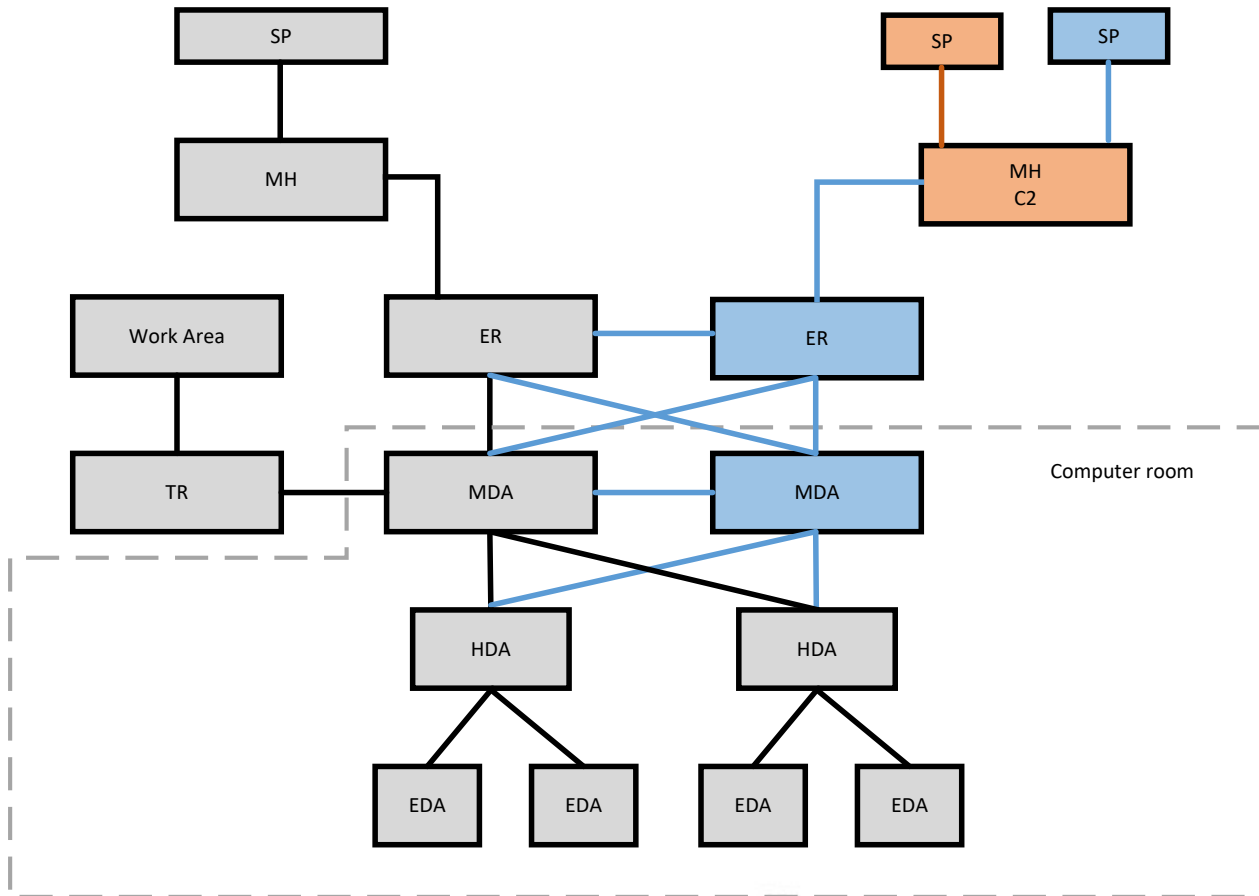 SP
SP
SP
MH
MH
C2
Work Area
ER
ER
TR
MDA
MDA
Computer room
HDA
HDA
EDA
EDA
EDA
EDA